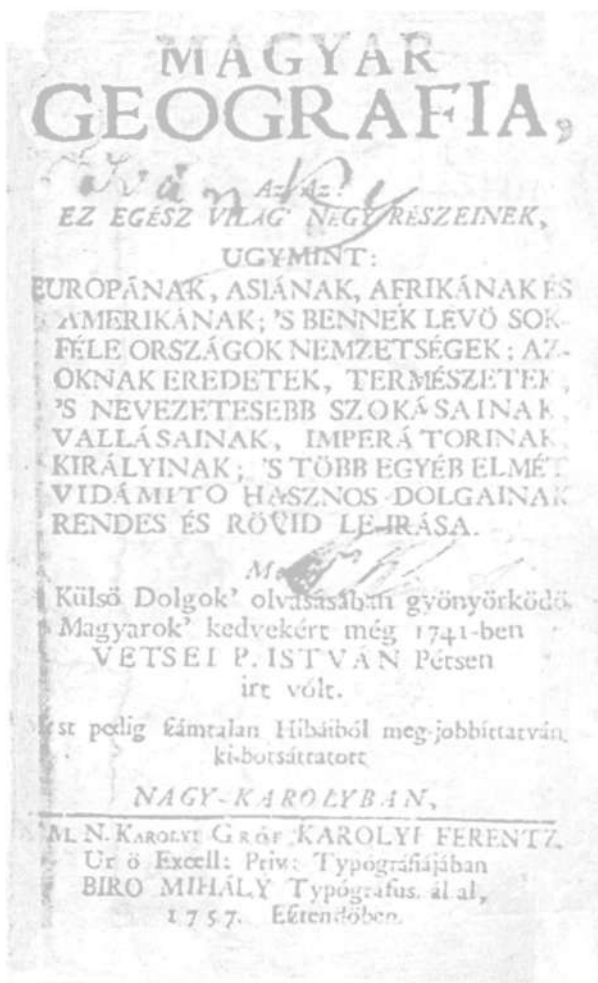 MAGYAR
GEOGRAFIA,
AZ AZ:
EZ EGÉSZ VILÁG' NÉGY RÉSZEINEK,
UGYMINT:
EUROPÁNAK, ASIÁNAK, AFRIKÁNAK ÉS
AMERIKÁNAK; 'S BENNEK LÉVÖ SOK-
FÉLE ORSZÁGOK NEMZETSÉGEK; AZ-
OKNAK EREDETEK, TERMÉSZETEK,
'S NEVEZETESEBB SZOKÁSAINAK,
VALLÁSAINAK, IMPERÁTORINAK,
KIRÁLYINAK; 'S TÖBB EGYÉB ELMÉT
VIDÁMITO HASZNOS DOLGAINAK
RENDES ÉS RÖVID LE-IRÁSA.
Külsö Dolgok' olvasásában gyönyörködö
Magyarok' kedvekért még 1741-ben
VETSEI P. ISTVÁN Pétsen
irt vólt.
pedig számtalan Hibáiból meg-jobbittatván,
ki-botsáttatott
NAGY-KAROLYBAN,
M. N. KAROLYI GRÓF KAROLYI FERENTZ
Ur ö Excell: Priv: Typográfiájában
BIRO MIHÁLY Typógrafus. ál al,
1757. Esztendöben.